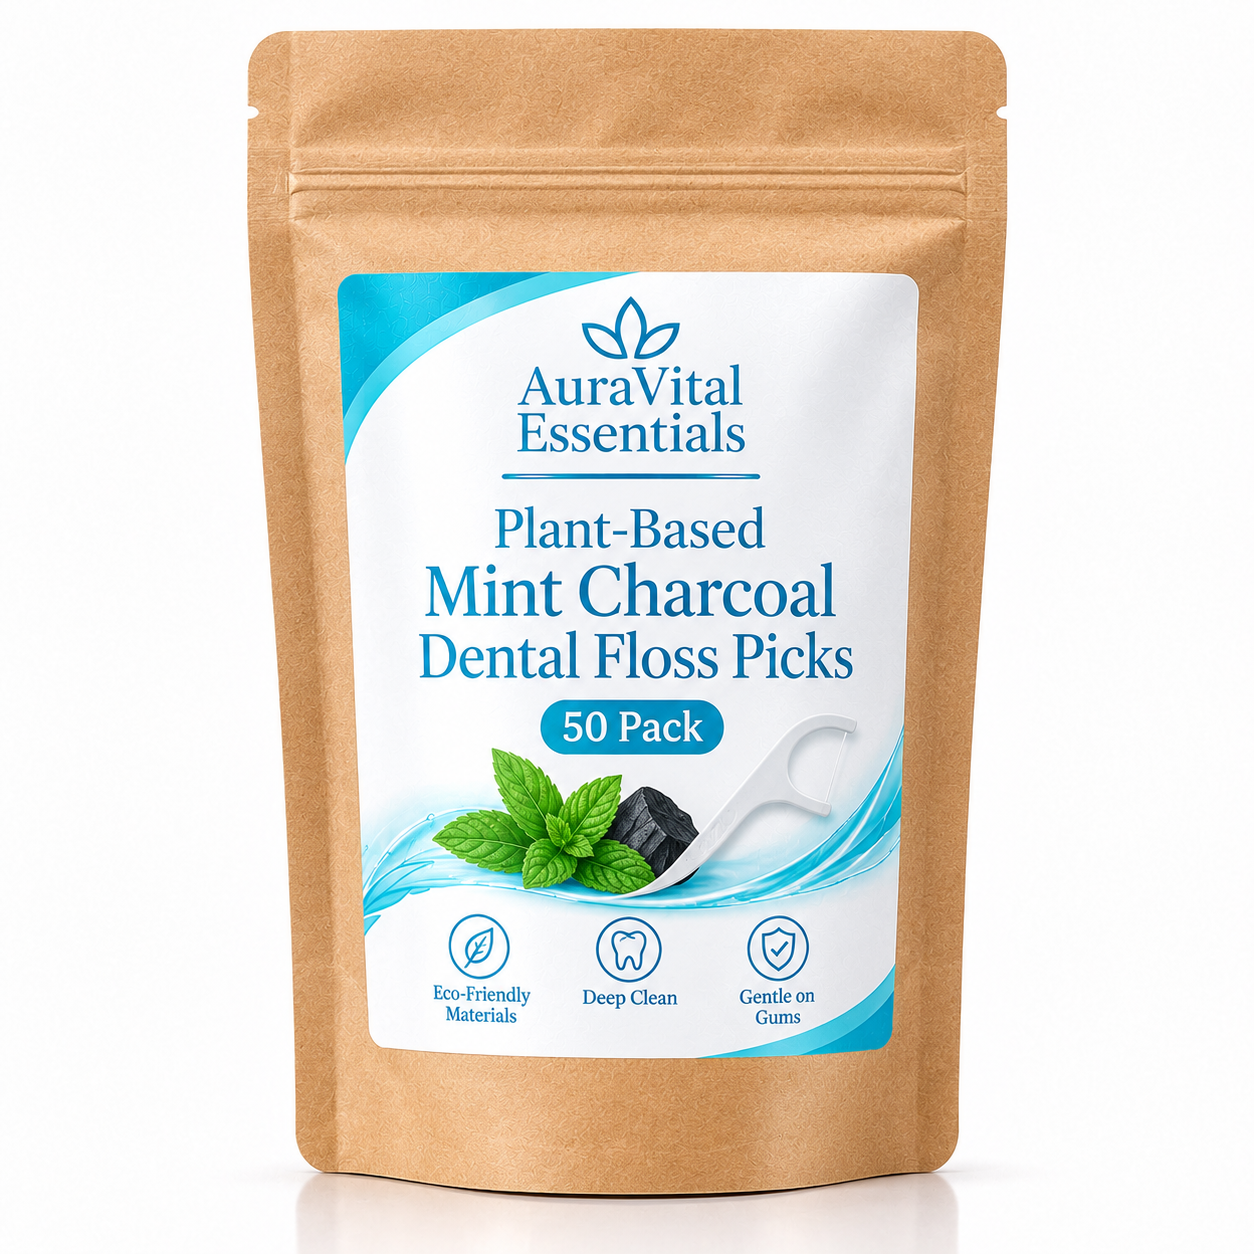 AuraVital
Essentials
Plant-Based
Mint Charcoal
Dental Floss Picks
50 Pack
Eco-Friendly
Materials
Deep Clean
Gentle on
Gums